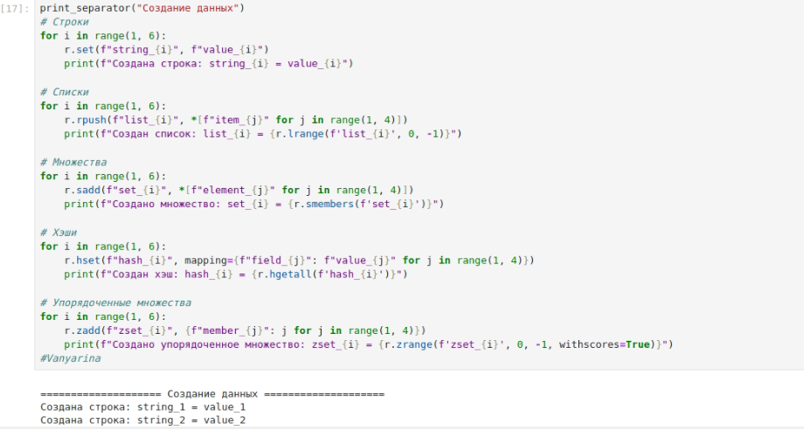 [17]: print_separator("Создание данных")
# Строки
for i in range(1, 6):
    r.set(f"string_{i}", f"value_{i}")
    print(f"Создана строка: string_{i} = value_{i}")

# Списки
for i in range(1, 6):
    r.rpush(f"list_{i}", *[f"item_{j}" for j in range(1, 4)])
    print(f"Создан список: list_{i} = {r.lrange(f'list_{i}', 0, -1)}")

# Множества
for i in range(1, 6):
    r.sadd(f"set_{i}", *[f"element_{j}" for j in range(1, 4)])
    print(f"Создано множество: set_{i} = {r.smembers(f'set_{i}')}")

# Хэши
for i in range(1, 6):
    r.hset(f"hash_{i}", mapping={f"field_{j}": f"value_{j}" for j in range(1, 4)})
    print(f"Создан хэш: hash_{i} = {r.hgetall(f'hash_{i}')}")

# Упорядоченные множества
for i in range(1, 6):
    r.zadd(f"zset_{i}", {f"member_{j}": j for j in range(1, 4)})
    print(f"Создано упорядоченное множество: zset_{i} = {r.zrange(f'zset_{i}', 0, -1, withscores=True)}")
#Vanyarina

==================== Создание данных ====================
Создана строка: string_1 = value_1
Создана строка: string_2 = value_2